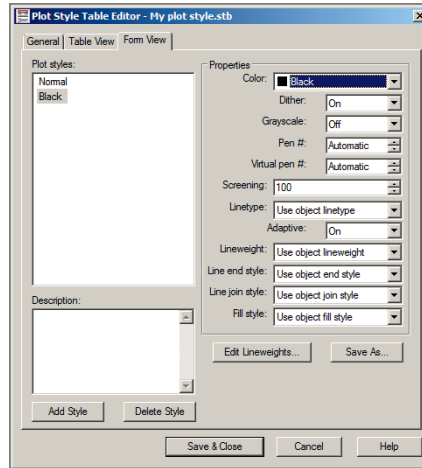 Plot Style Table Editor - My plot style.stb
General Table View Form View
Plot styles:
Normal
Black
Description:
Add Style Delete Style
Properties
Color: Black
Dither: On
Grayscale: Off
Pen #: Automatic
Virtual pen #: Automatic
Screening: 100
Linetype: Use object linetype
Adaptive: On
Lineweight: Use object lineweight
Line end style: Use object end style
Line join style: Use object join style
Fill style: Use object fill style
Edit Lineweights... Save As...
Save & Close Cancel Help